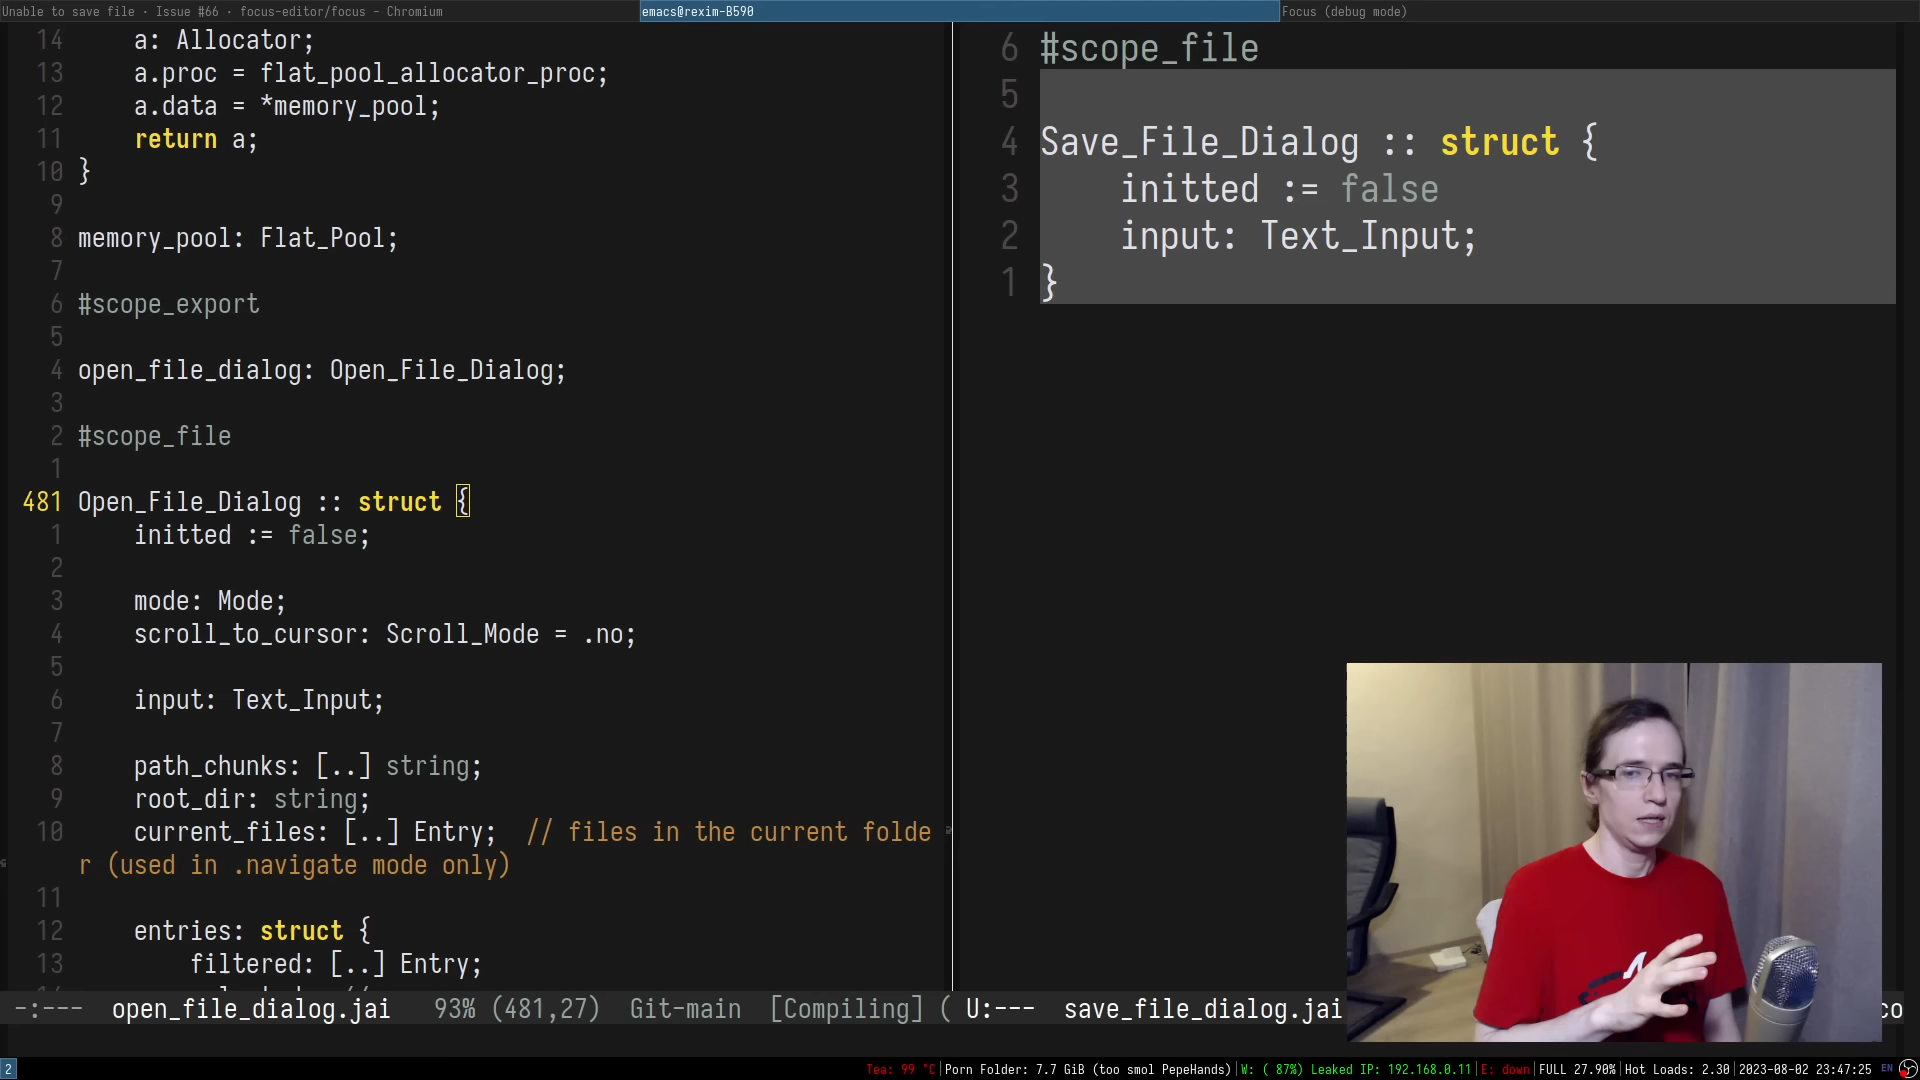 Unable to save file · Issue #66 · focus-editor/focus - Chromium
emacs@rexim-B590
Focus (debug mode)
14 a: Allocator;
13 a.proc = flat_pool_allocator_proc;
12 a.data = *memory_pool;
11 return a;
10 }
9
8 memory_pool: Flat_Pool;
7
6 #scope_export
5
4 open_file_dialog: Open_File_Dialog;
3
2 #scope_file
1
481 Open_File_Dialog :: struct {
1 initted := false;
2
3 mode: Mode;
4 scroll_to_cursor: Scroll_Mode = .no;
5
6 input: Text_Input;
7
8 path_chunks: [..] string;
9 root_dir: string;
10 current_files: [..] Entry;  // files in the current folde
r (used in .navigate mode only)
11
12 entries: struct {
13 filtered: [..] Entry;
-:--- open_file_dialog.jai 93% (481,27) Git-main [Compiling] (
6 #scope_file
5
4 Save_File_Dialog :: struct {
3 initted := false
2 input: Text_Input;
1 }
U:--- save_file_dialog.jai
co
2
Tea: 99 °C|Porn Folder: 7.7 GiB (too smol PepeHands)|W: ( 87%) Leaked IP: 192.168.0.11|E: down|FULL 27.90%|Hot Loads: 2.30|2023-08-02 23:47:25 EN